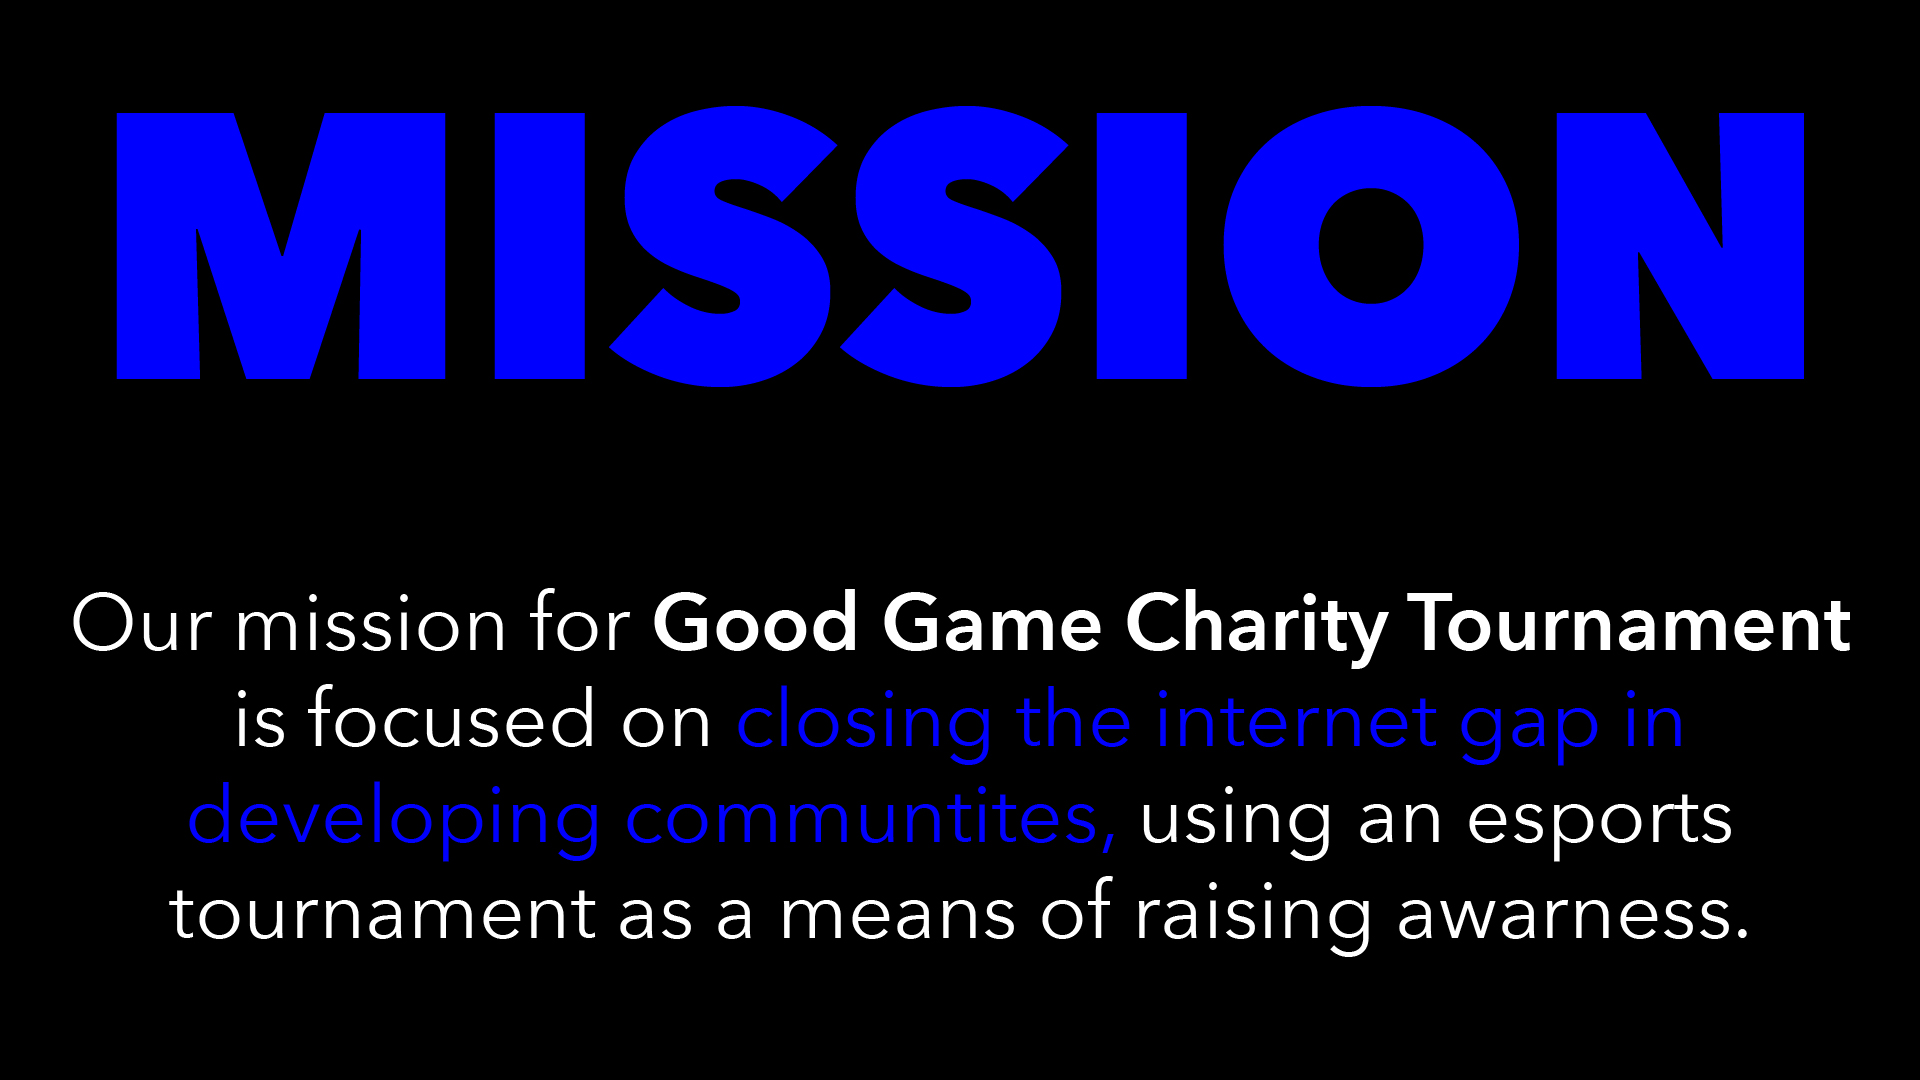 MISSION
Our mission for Good Game Charity Tournament
is focused on closing the internet gap in
developing communtites, using an esports
tournament as a means of raising awarness.